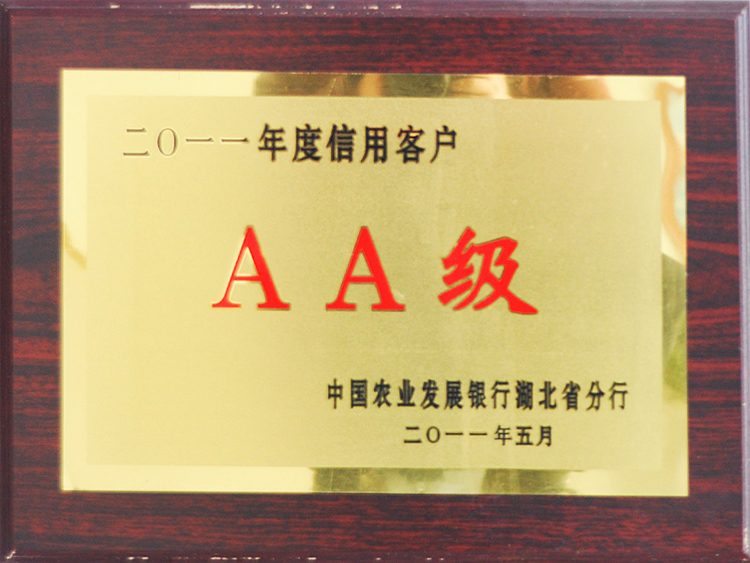 二〇一一年度信用客户
AA级
中国农业发展银行湖北省分行
二〇一一年五月